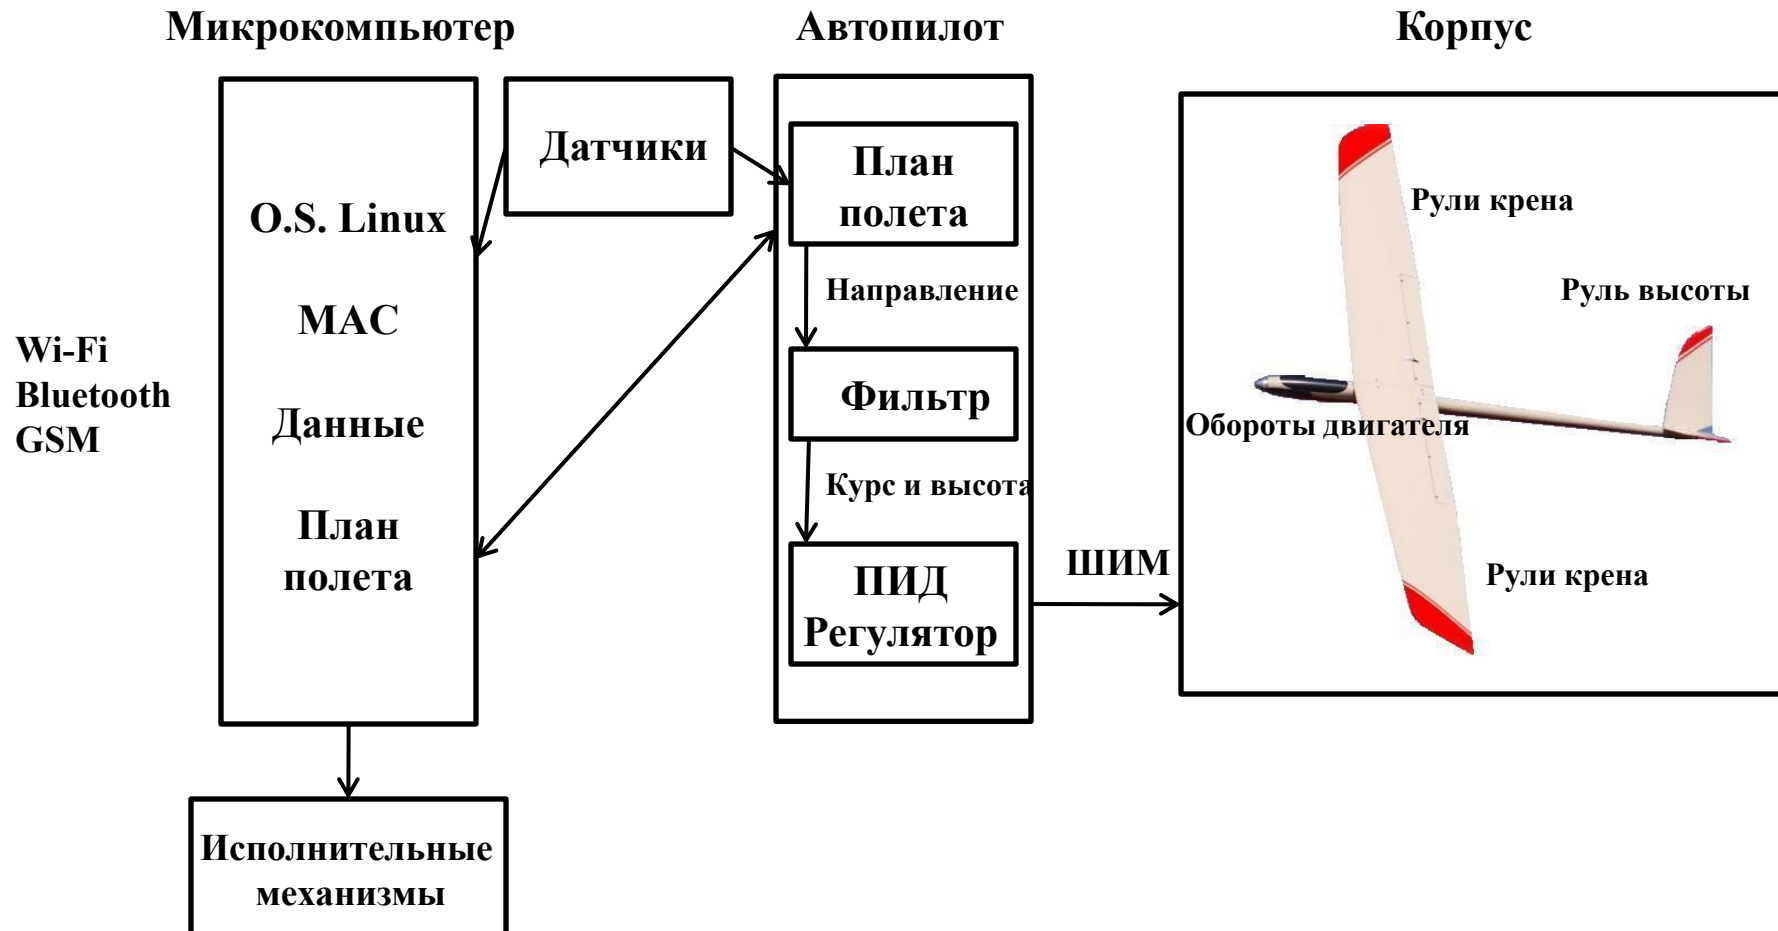 Микрокомпьютер
Автопилот
Корпус
Wi-Fi
Bluetooth
GSM
O.S. Linux
МАС
Данные
План
полета
Датчики
План
полета
Направление
Фильтр
Курс и высота
ПИД
Регулятор
ШИМ
Рули крена
Руль высоты
Обороты двигателя
Рули крена
Исполнительные
механизмы